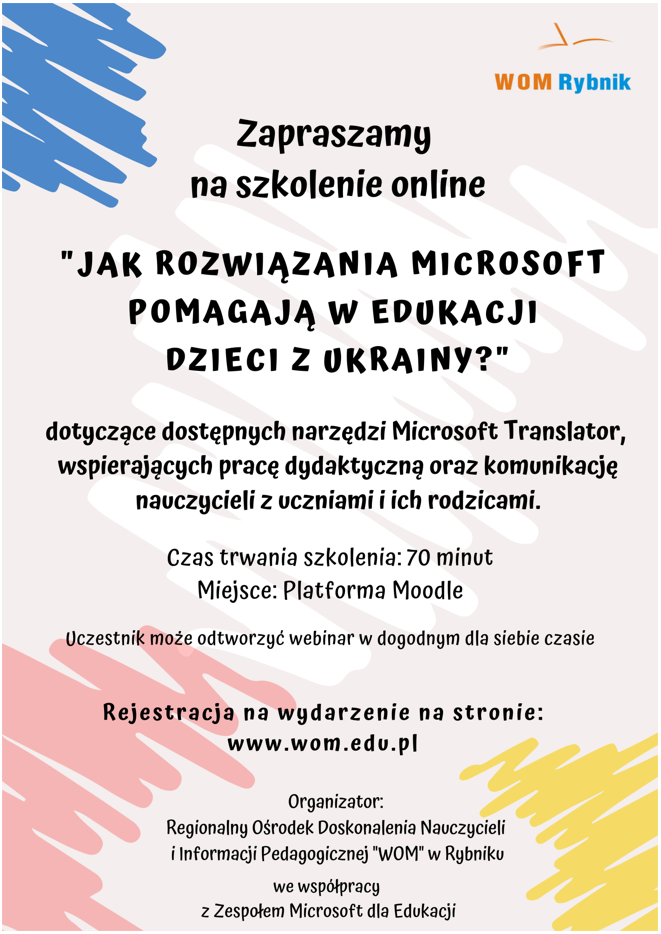 WOM Rybnik
Zapraszamy
na szkolenie online
"JAK ROZWIĄZANIA MICROSOFT
POMAGAJĄ W EDUKACJI
DZIECI Z UKRAINY?"
dotyczące dostępnych narzędzi Microsoft Translator,
wspierających pracę dydaktyczną oraz komunikację
nauczycieli z uczniami i ich rodzicami.
Czas trwania szkolenia: 70 minut
Miejsce: Platforma Moodle
Uczestnik może odtworzyć webinar w dogodnym dla siebie czasie
Rejestracja na wydarzenie na stronie:
www.wom.edu.pl
Organizator:
Regionalny Ośrodek Doskonalenia Nauczycieli
i Informacji Pedagogicznej "WOM" w Rybniku
we współpracy
z Zespołem Microsoft dla Edukacji